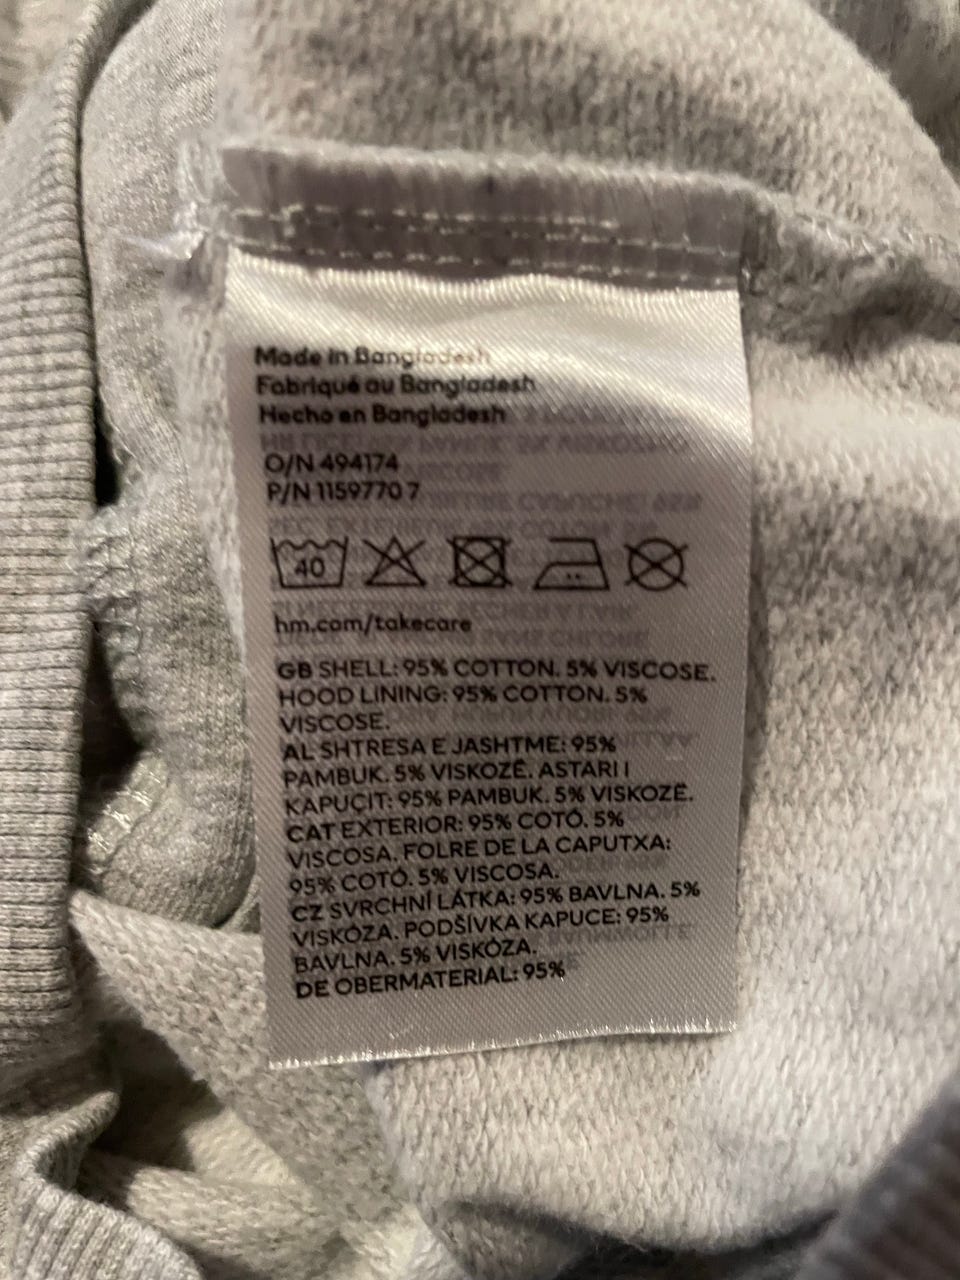 Made in Bangladesh
Fabriqué au Bangladesh
Hecho en Bangladesh
O/N 494174
P/N 1159770 7
40
hm.com/takecare
GB SHELL: 95% COTTON. 5% VISCOSE.
HOOD LINING: 95% COTTON. 5%
VISCOSE.
AL SHTRESA E JASHTME: 95%
PAMBUK. 5% VISKOZË. ASTARI I
KAPUÇIT: 95% PAMBUK. 5% VISKOZË.
CAT EXTERIOR: 95% COTÓ. 5%
VISCOSA. FOLRE DE LA CAPUTXA:
95% COTÓ. 5% VISCOSA.
CZ SVRCHNÍ LÁTKA: 95% BAVLNA. 5%
VISKÓZA. PODŠÍVKA KAPUCE: 95%
BAVLNA. 5% VISKÓZA.
DE OBERMATERIAL: 95%